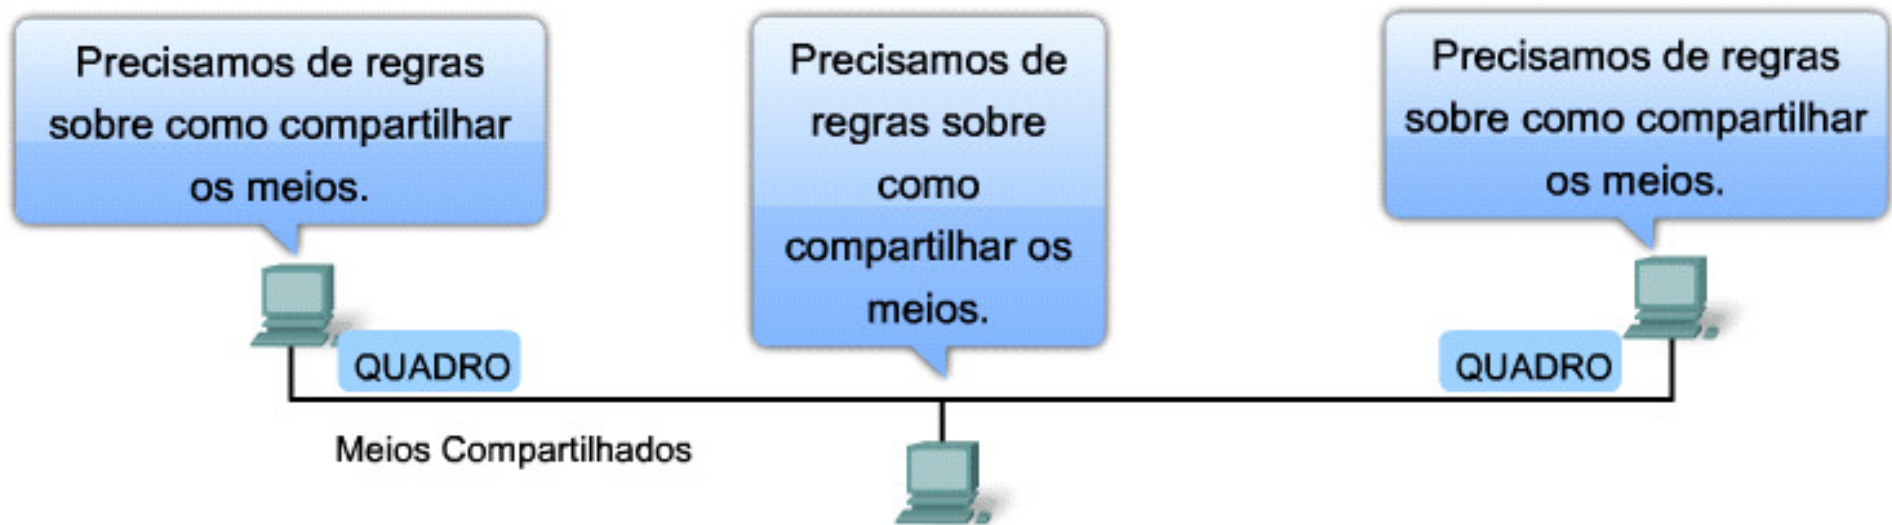 Precisamos de regras
sobre como compartilhar
os meios.
Precisamos de
regras sobre
como
compartilhar os
meios.
Precisamos de regras
sobre como compartilhar
os meios.
QUADRO
QUADRO
Meios Compartilhados